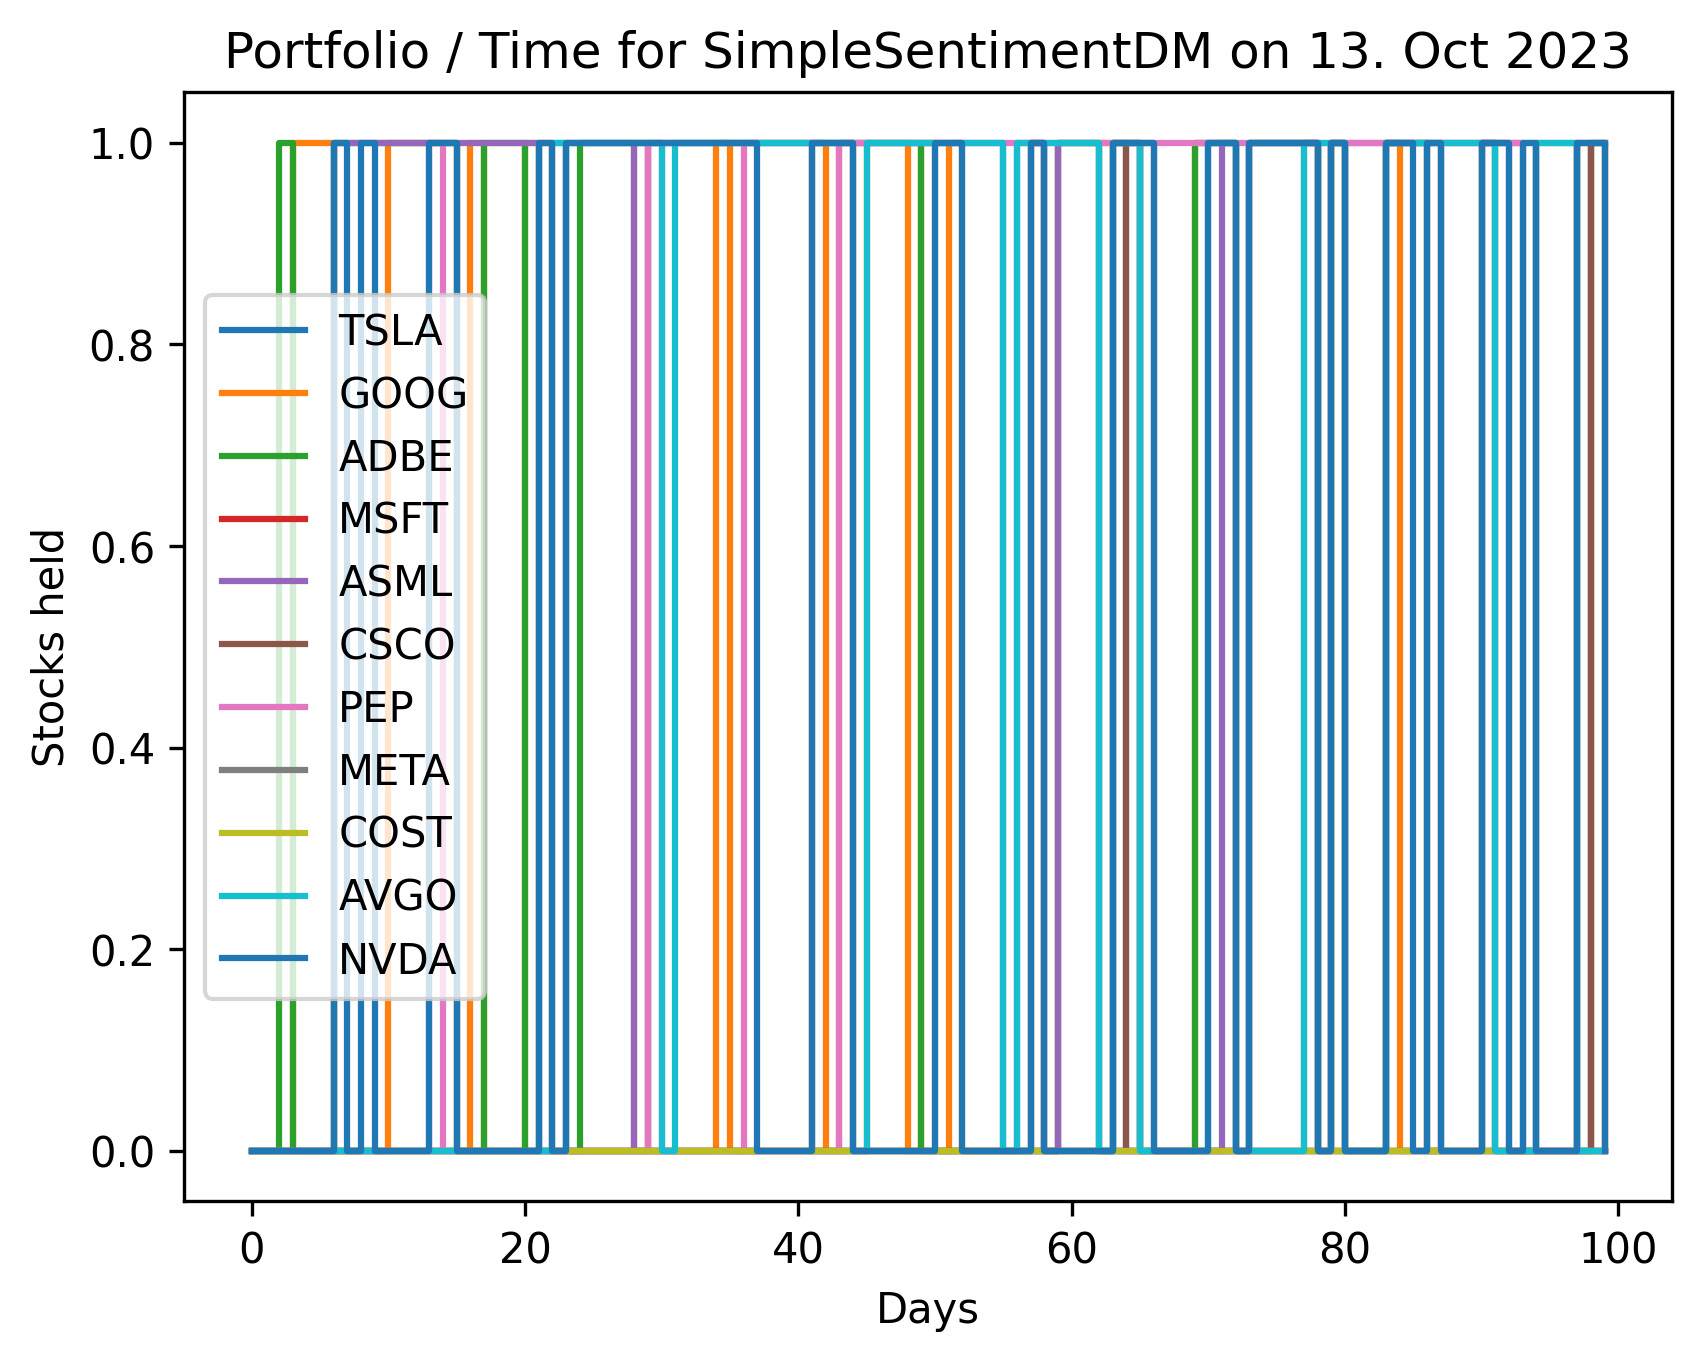 Portfolio / Time for SimpleSentimentDM on 13. Oct 2023
1.0
0.8
0.6
0.4
0.2
0.0
Stocks held
TSLA
GOOG
ADBE
MSFT
ASML
CSCO
PEP
META
COST
AVGO
NVDA
0 20 40 60 80 100
Days